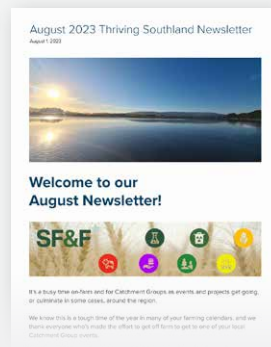 August 2023 Thriving Southland Newsletter
August 1, 2023
Welcome to our
August Newsletter!
SF&F
It's a busy time on-farm and for Catchment Groups as events and projects get going,
or culminate in some cases, around the region.
We know this is a tough time of the year in many of your farming calendars, and we
thank everyone who's made the effort to get off farm to get to one of your local
Catchment Group events.